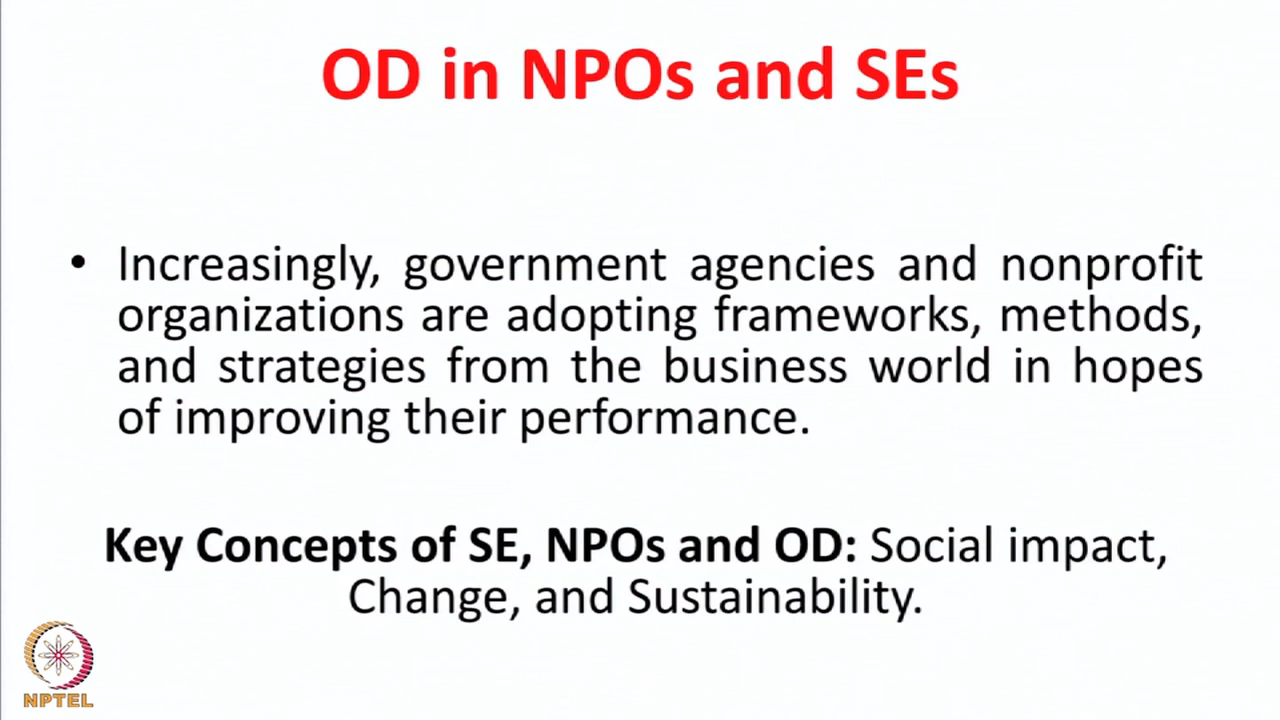 OD in NPOs and SEs
• Increasingly, government agencies and nonprofit
organizations are adopting frameworks, methods,
and strategies from the business world in hopes
of improving their performance.
Key Concepts of SE, NPOs and OD: Social impact,
Change, and Sustainability.
NPTEL